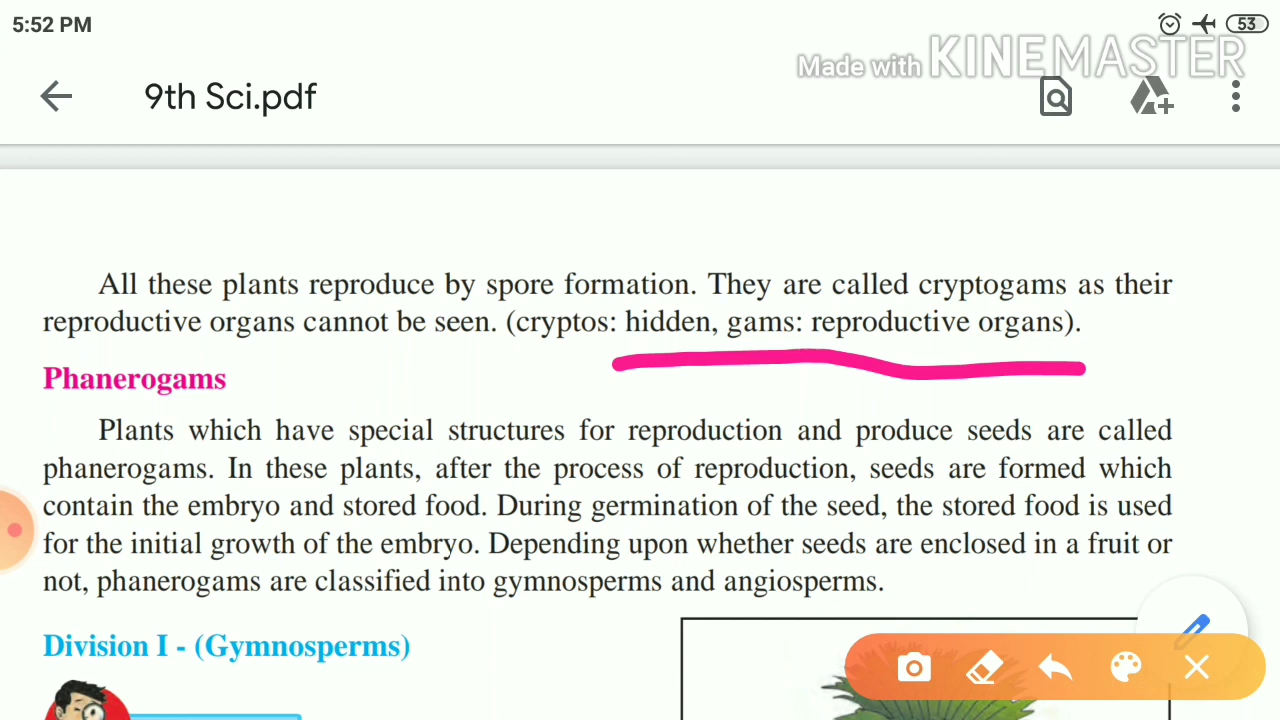 5:52 PM
53
Made with KINEMASTER
9th Sci.pdf
All these plants reproduce by spore formation. They are called cryptogams as their
reproductive organs cannot be seen. (cryptos: hidden, gams: reproductive organs).
Phanerogams
Plants which have special structures for reproduction and produce seeds are called
phanerogams. In these plants, after the process of reproduction, seeds are formed which
contain the embryo and stored food. During germination of the seed, the stored food is used
for the initial growth of the embryo. Depending upon whether seeds are enclosed in a fruit or
not, phanerogams are classified into gymnosperms and angiosperms.
Division I - (Gymnosperms)